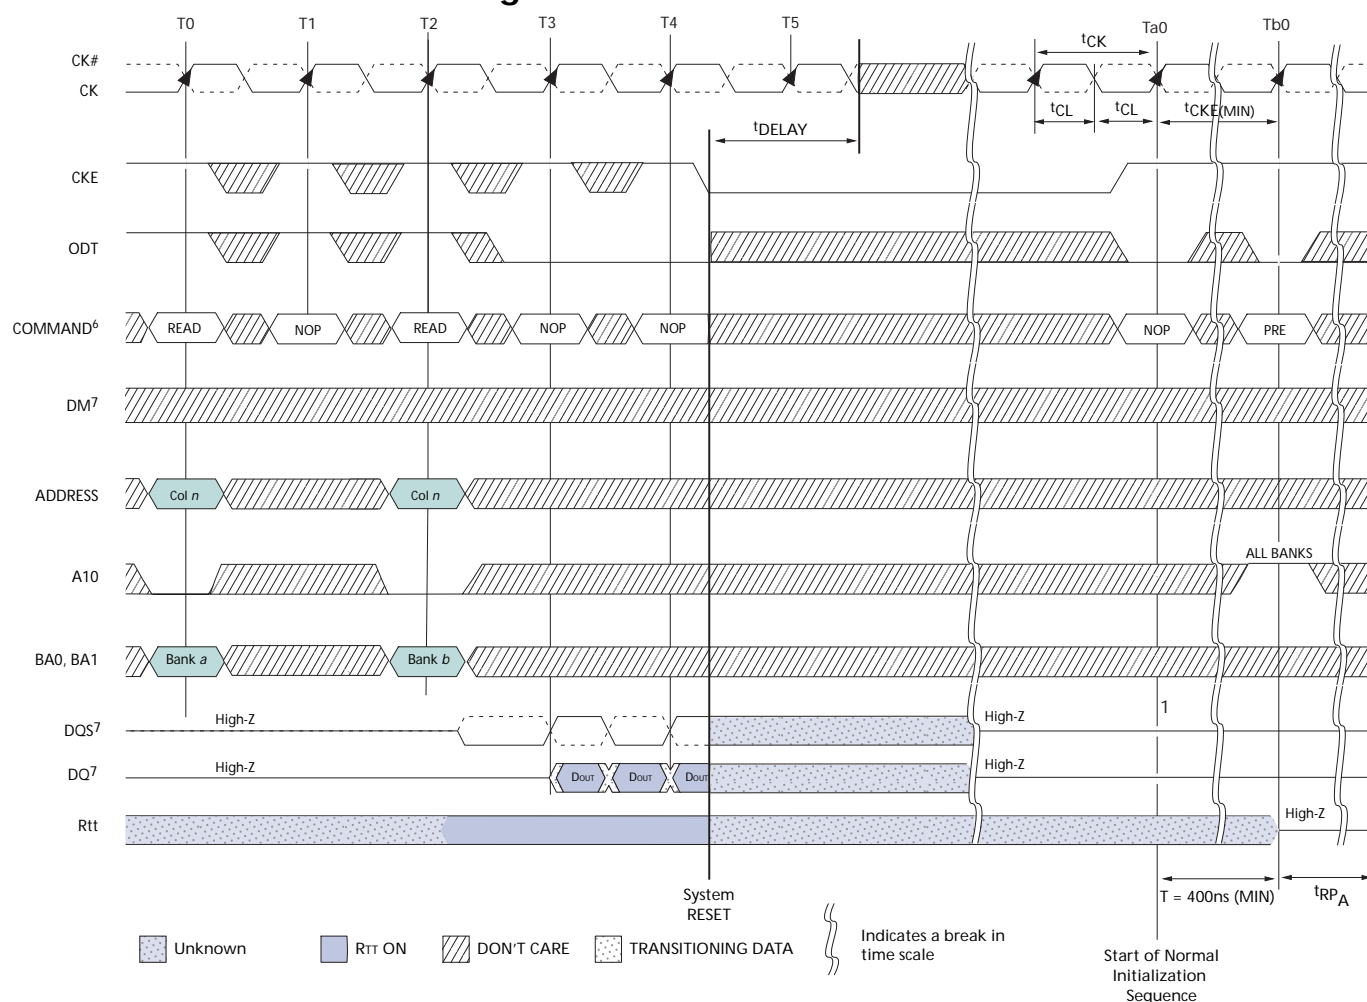 g
T0 T1 T2 T3 T4 T5 Ta0 Tb0
tCK
CK#
CK
tCL tCL tCKE(MIN)
tDELAY
CKE
ODT
COMMAND6 READ NOP READ NOP NOP NOP PRE
DM7
ADDRESS Col n Col n
ALL BANKS
A10
BA0, BA1 Bank a Bank b
1
High-Z High-Z
DQS7
High-Z High-Z
DQ7 DOUT DOUT DOUT
Rtt High-Z
T = 400ns (MIN) tRPA
System
RESET
Unknown RTT ON DON'T CARE TRANSITIONING DATA
Indicates a break in
time scale
Start of Normal
Initialization
Sequence